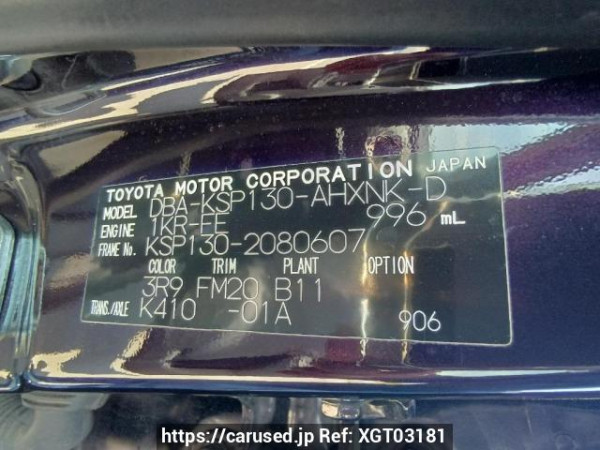 TOYOTA MOTOR CORPORATION JAPAN
MODEL DBA-KSP130-AHXNK-D
ENGINE 1KR-FE 996 mL
FRAME No. KSP130-2080607
COLOR TRIM PLANT OPTION
3R9 FM20 B11
TRANS./AXLE K410 -01A
906
https://carused.jp Ref: XGT03181